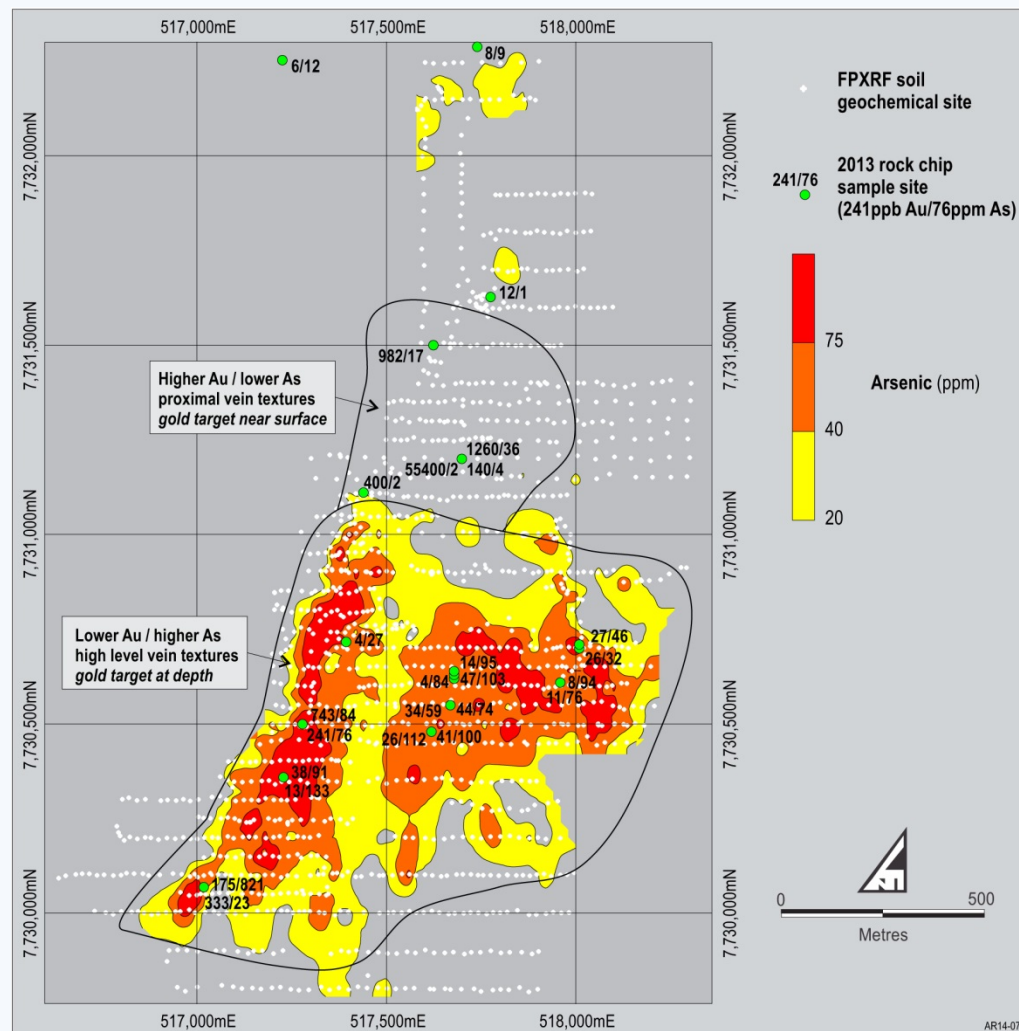 517,000mE
517,500mE
518,000mE
7,732,000mN
7,731,500mN
7,731,000mN
7,730,500mN
7,730,000mN
7,732,000mN
7,731,500mN
7,731,000mN
7,730,500mN
7,730,000mN
6/12
8/9
12/1
982/17
Higher Au / lower As
proximal vein textures
gold target near surface
1260/36
55400/2
140/4
400/2
Lower Au / higher As
high level vein textures
gold target at depth
4/27
27/46
26/32
14/95
4/84
47/103
8/94
11/76
34/59
44/74
743/84
241/76
26/112
41/100
38/91
13/133
175/821
333/23
517,000mE
517,500mE
518,000mE
FPXRF soil
geochemical site
241/76
2013 rock chip
sample site
(241ppb Au/76ppm As)
75
40
20
Arsenic (ppm)
0
500
Metres
AR14-07